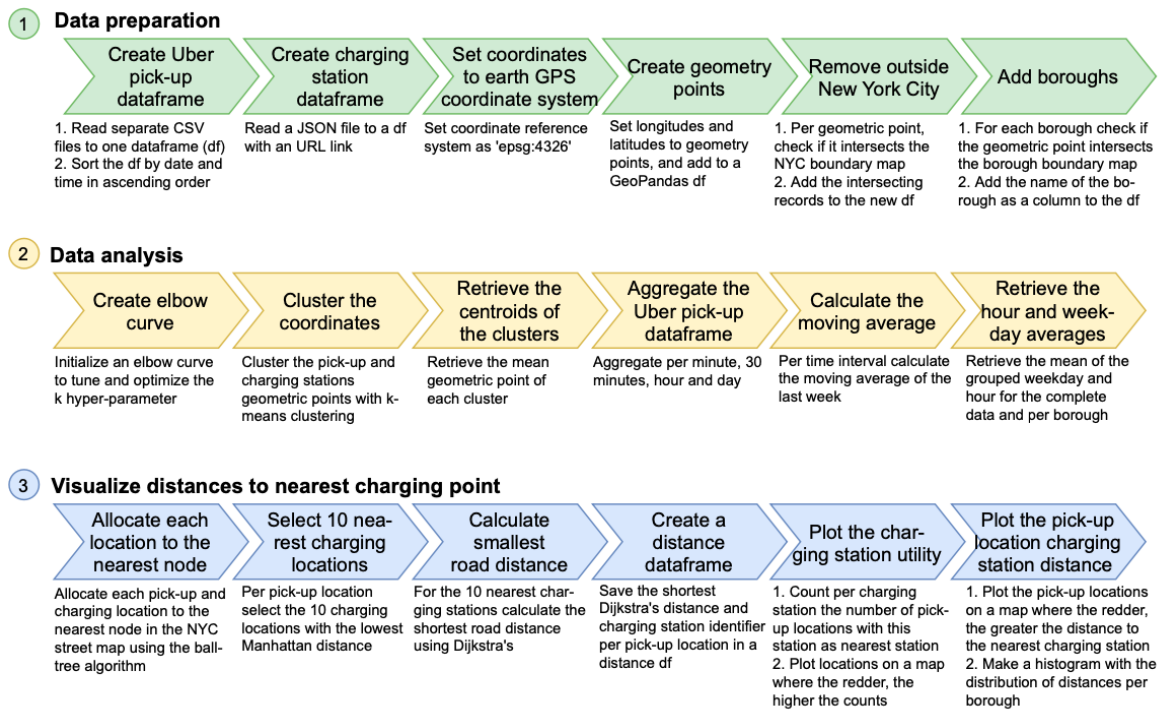 1
Data preparation
Create Uber
pick-up
dataframe
Create charging
station
dataframe
Set coordinates
to earth GPS
coordinate system
Create geometry
points
Remove outside
New York City
Add boroughs
1. Read separate CSV
files to one dataframe (df)
2. Sort the df by date and
time in ascending order
Read a JSON file to a df
with an URL link
Set coordinate reference
system as 'epsg:4326'
Set longitudes and
latitudes to geometry
points, and add to a
GeoPandas df
1. Per geometric point,
check if it intersects the
NYC boundary map
2. Add the intersecting
records to the new df
1. For each borough check if
the geometric point intersects
the borough boundary map
2. Add the name of the bo-
rough as a column to the df
2
Data analysis
Create elbow
curve
Cluster the
coordinates
Retrieve the
centroids of
the clusters
Aggregate the
Uber pick-up
dataframe
Calculate the
moving average
Retrieve the
hour and week-
day averages
Initialize an elbow curve
to tune and optimize the
k hyper-parameter
Cluster the pick-up and
charging stations
geometric points with k-
means clustering
Retrieve the mean
geometric point of
each cluster
Aggregate per minute, 30
minutes, hour and day
Per time interval calculate
the moving average of the
last week
Retrieve the mean of the
grouped weekday and
hour for the complete
data and per borough
3
Visualize distances to nearest charging point
Allocate each
location to the
nearest node
Select 10 nea-
rest charging
locations
Calculate
smallest
road distance
Create a
distance
dataframe
Plot the char-
ging station utility
Plot the pick-up
location charging
station distance
Allocate each pick-up and
charging location to the
nearest node in the NYC
street map using the ball-
tree algorithm
Per pick-up location
select the 10 charging
locations with the lowest
Manhattan distance
For the 10 nearest char-
ging stations calculate the
shortest road distance
using Dijkstra's
Save the shortest
Dijkstra's distance and
charging station identifier
per pick-up location in a
distance df
1. Count per charging
station the number of pick-
up locations with this
station as nearest station
2. Plot locations on a map
where the redder, the
higher the counts
1. Plot the pick-up locations
on a map where the redder,
the greater the distance to
the nearest charging station
2. Make a histogram with the
distribution of distances per
borough